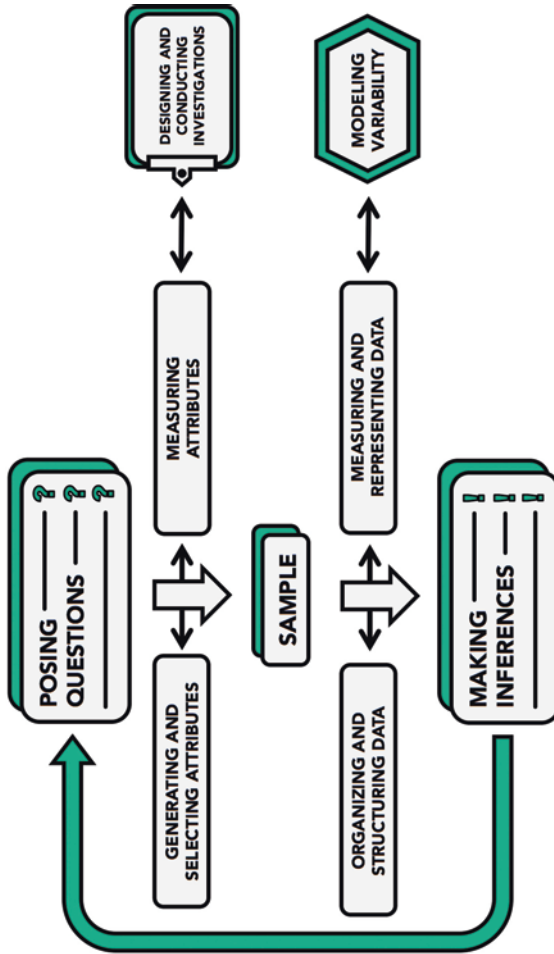 POSING
QUESTIONS
? ? ?
GENERATING AND
SELECTING ATTRIBUTES
MEASURING
ATTRIBUTES
DESIGNING AND
CONDUCTING
INVESTIGATIONS
SAMPLE
ORGANIZING AND
STRUCTURING DATA
MEASURING AND
REPRESENTING DATA
MODELING
VARIABILITY
MAKING
INFERENCES
! ! !